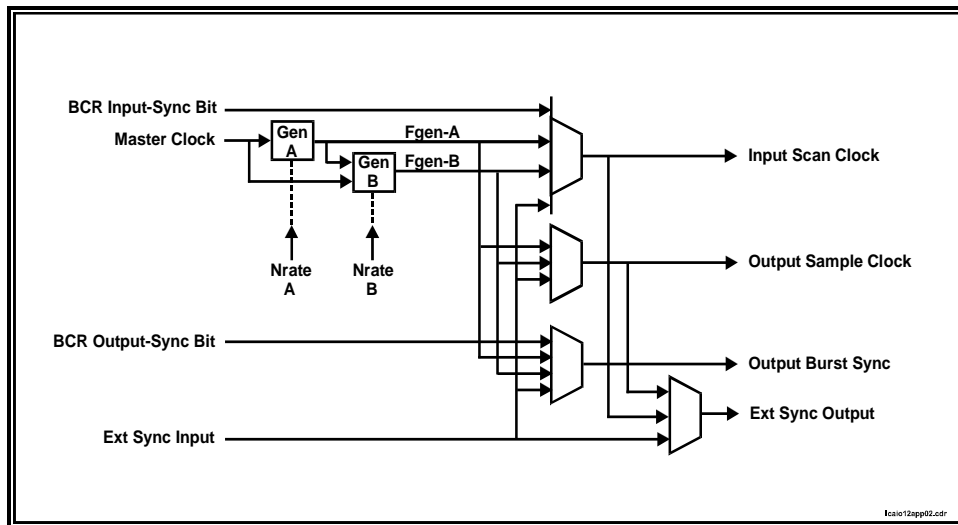 BCR Input-Sync Bit
Master Clock
Gen
A
Fgen-A
Gen
B
Fgen-B
Input Scan Clock
Nrate
A
Nrate
B
Output Sample Clock
BCR Output-Sync Bit
Output Burst Sync
Ext Sync Output
Ext Sync Input
lcaio12app02.cdr